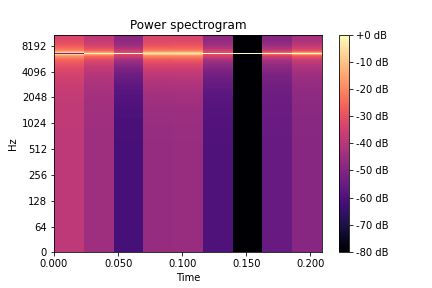 Power spectrogram
8192
4096
2048
1024
512
256
128
64
0
Hz
0.000 0.050 0.100 0.150 0.200
Time
+0 dB
-10 dB
-20 dB
-30 dB
-40 dB
-50 dB
-60 dB
-70 dB
-80 dB